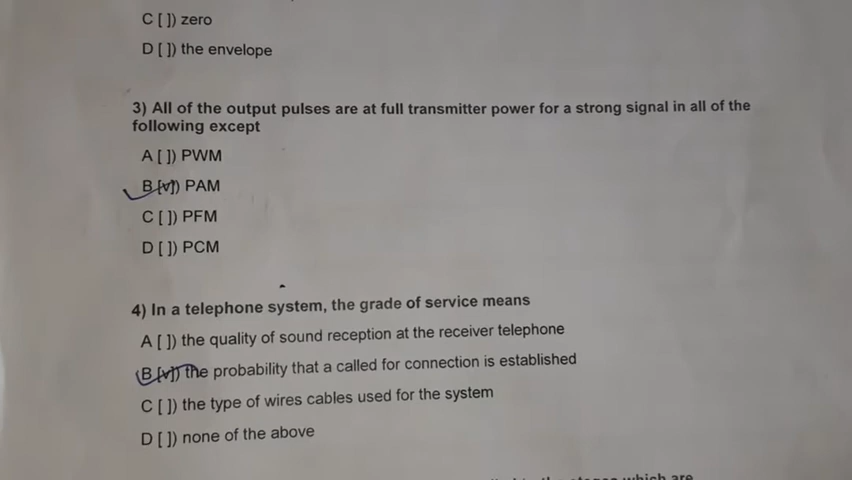 C [ ]) zero
D [ ]) the envelope
3) All of the output pulses are at full transmitter power for a strong signal in all of the
following except
A [ ]) PWM
B [v]) PAM
C [ ]) PFM
D [ ]) PCM
4) In a telephone system, the grade of service means
A [ ]) the quality of sound reception at the receiver telephone
B [v]) the probability that a called for connection is established
C [ ]) the type of wires cables used for the system
D [ ]) none of the above
which are